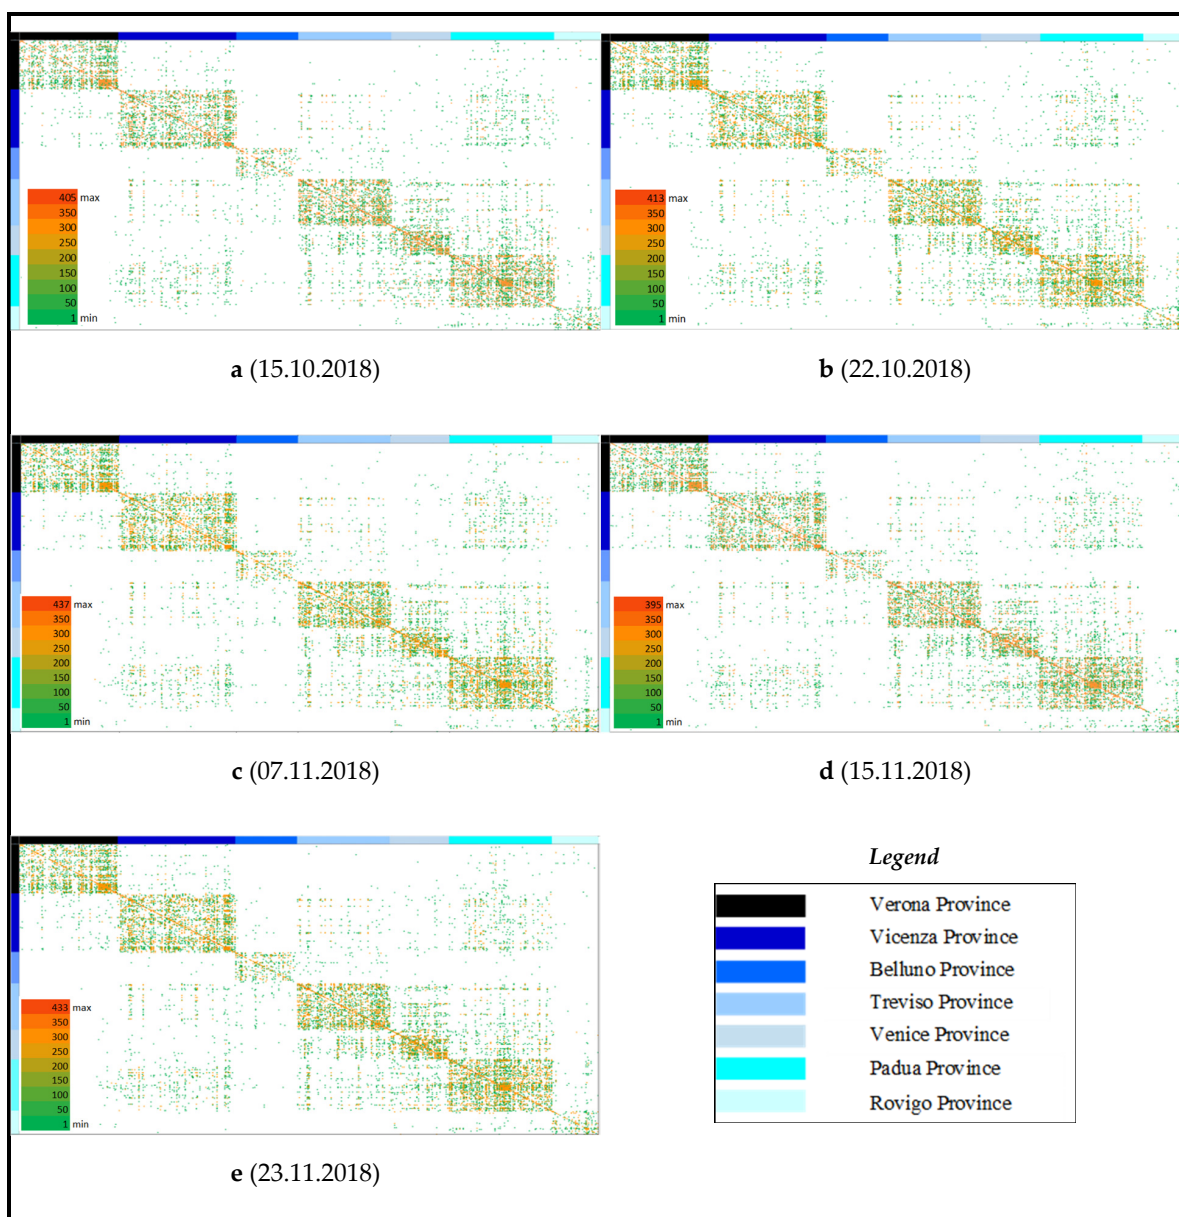 405 max
350
300
250
200
150
100
50
1 min
a (15.10.2018)
413 max
350
300
250
200
150
100
50
1 min
b (22.10.2018)
437 max
350
300
250
200
150
100
50
1 min
c (07.11.2018)
395 max
350
300
250
200
150
100
50
1 min
d (15.11.2018)
433 max
350
300
250
200
150
100
50
1 min
e (23.11.2018)
Legend
Verona Province
Vicenza Province
Belluno Province
Treviso Province
Venice Province
Padua Province
Rovigo Province